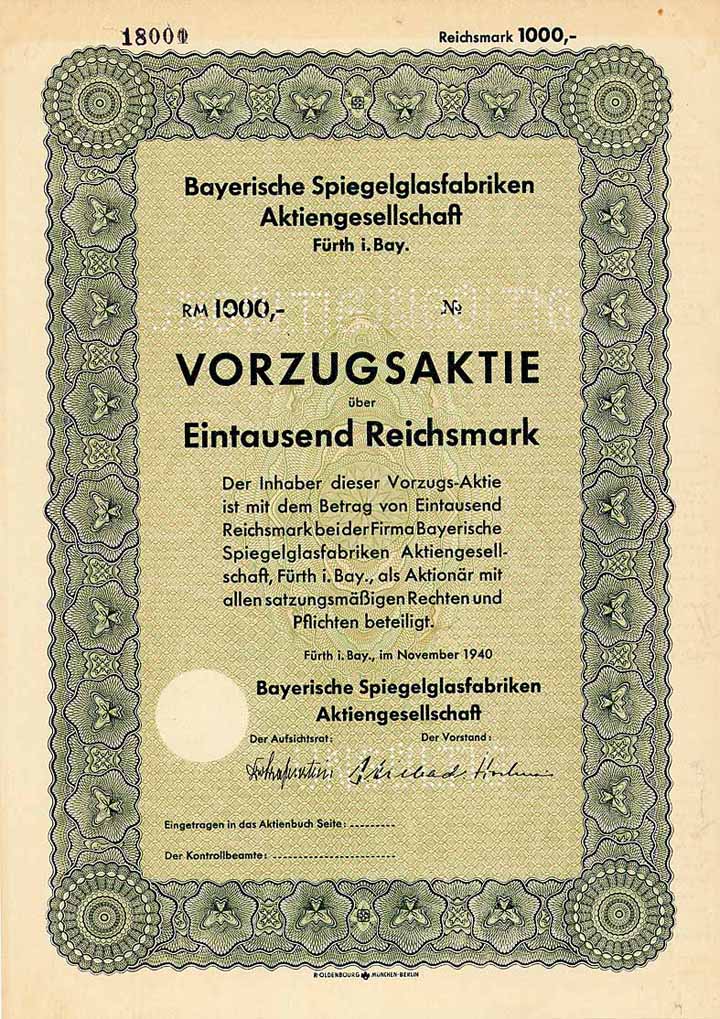 18001
Reichsmark 1000,-
Bayerische Spiegelglasfabriken
Aktiengesellschaft
Fürth i. Bay.
RM 1000,- №
VORZUGSAKTIE
über
Eintausend Reichsmark
Der Inhaber dieser Vorzugs-Aktie
ist mit dem Betrag von Eintausend
Reichsmark bei der Firma Bayerische
Spiegelglasfabriken Aktiengesell-
schaft, Fürth i. Bay., als Aktionär mit
allen satzungsmäßigen Rechten und
Pflichten beteiligt.
Fürth i. Bay., im November 1940
Bayerische Spiegelglasfabriken
Aktiengesellschaft
Der Aufsichtsrat: Der Vorstand:
Eingetragen in das Aktienbuch Seite:
Der Kontrollbeamte:
R·OLDENBOURG MÜNCHEN-BERLIN